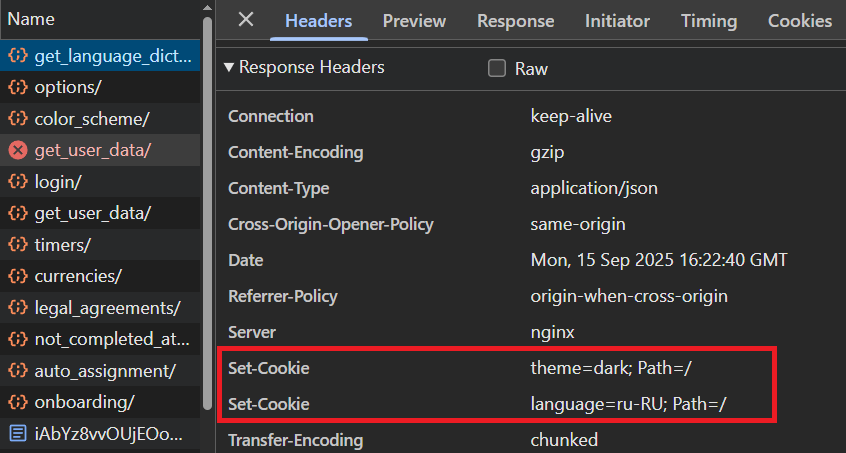 Name
get_language_dict...
options/
color_scheme/
get_user_data/
login/
get_user_data/
timers/
currencies/
legal_agreements/
not_completed_at...
auto_assignment/
onboarding/
iAbYz8vvOUjEOo...
Headers Preview Response Initiator Timing Cookies
Response Headers Raw
Connection keep-alive
Content-Encoding gzip
Content-Type application/json
Cross-Origin-Opener-Policy same-origin
Date Mon, 15 Sep 2025 16:22:40 GMT
Referrer-Policy origin-when-cross-origin
Server nginx
Set-Cookie theme=dark; Path=/
Set-Cookie language=ru-RU; Path=/
Transfer-Encoding chunked